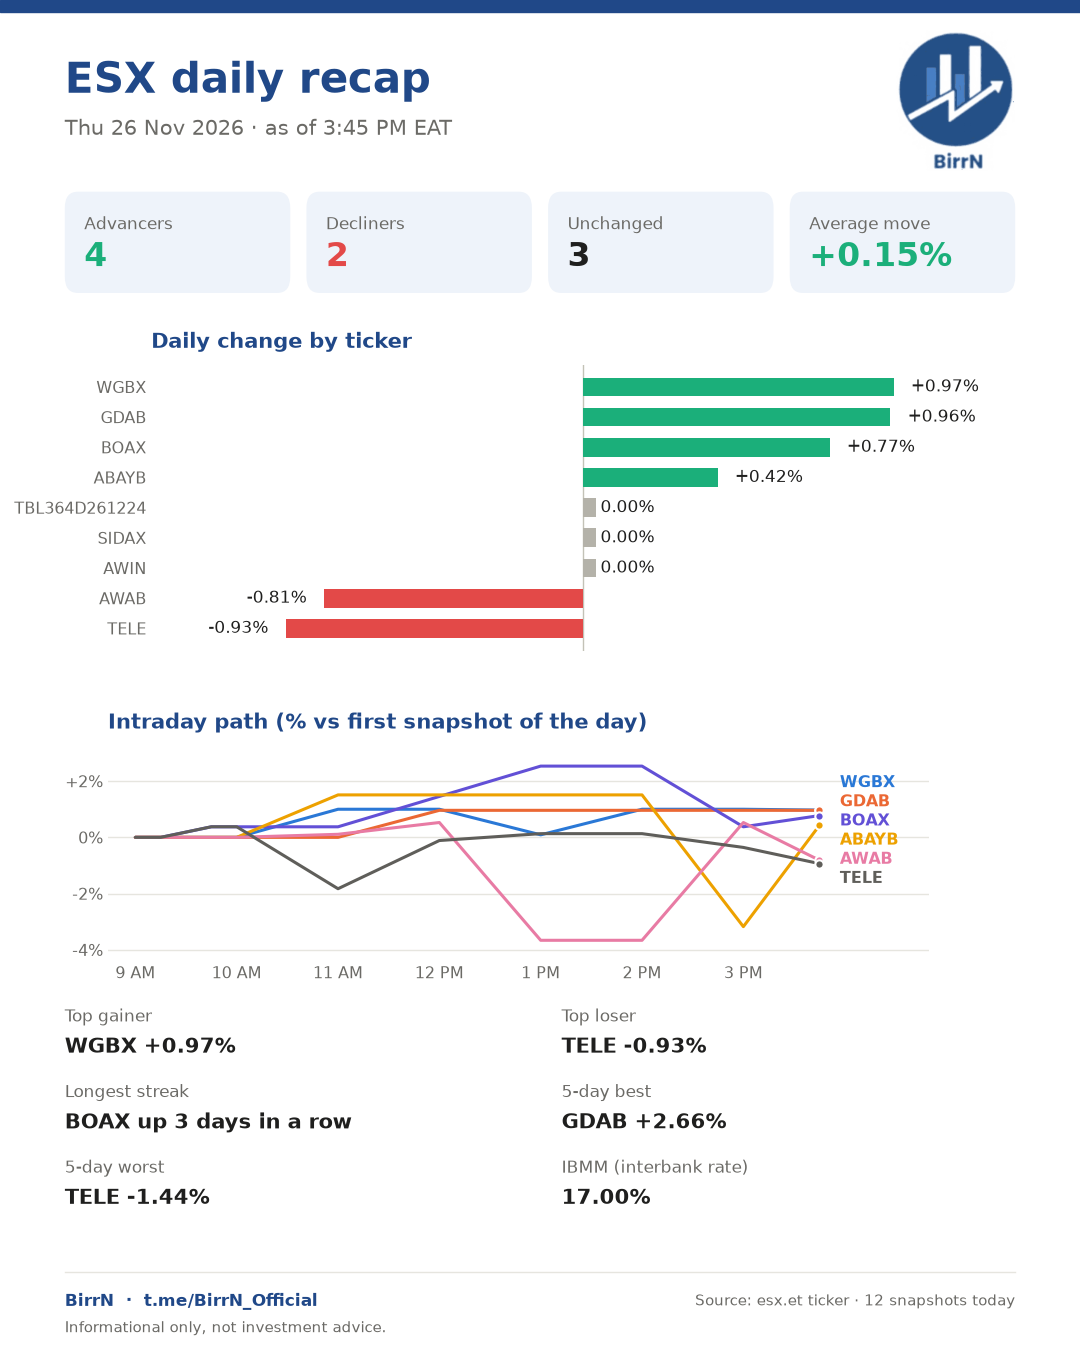 ESX daily recap
Thu 26 Nov 2026 · as of 3:45 PM EAT
BirrN
Advancers
4
Decliners
2
Unchanged
3
Average move
+0.15%
Daily change by ticker
WGBX +0.97%
GDAB +0.96%
BOAX +0.77%
ABAYB +0.42%
TBL364D261224 0.00%
SIDAX 0.00%
AWIN 0.00%
AWAB -0.81%
TELE -0.93%
Intraday path (% vs first snapshot of the day)
+2%
0%
-2%
-4%
WGBX
GDAB
BOAX
ABAYB
AWAB
TELE
9 AM 10 AM 11 AM 12 PM 1 PM 2 PM 3 PM
Top gainer
WGBX +0.97%
Top loser
TELE -0.93%
Longest streak
BOAX up 3 days in a row
5-day best
GDAB +2.66%
5-day worst
TELE -1.44%
IBMM (interbank rate)
17.00%
BirrN · t.me/BirrN_Official
Source: esx.et ticker · 12 snapshots today
Informational only, not investment advice.